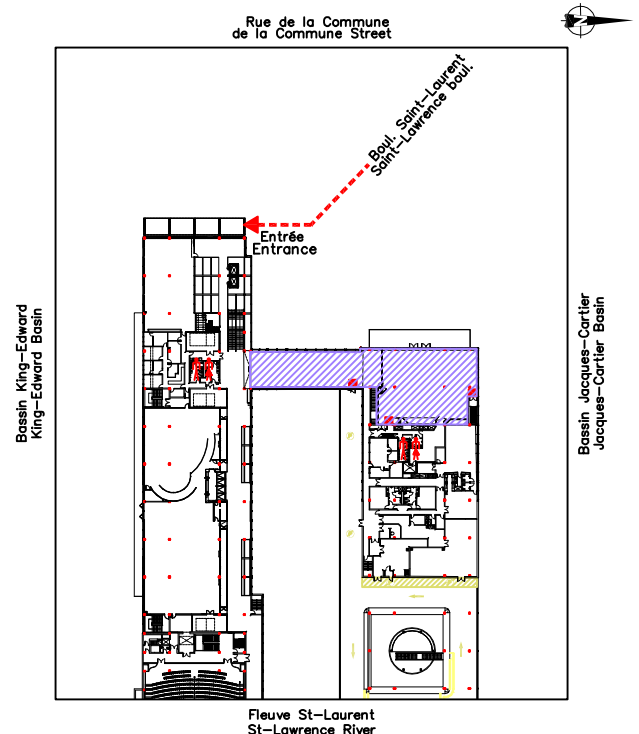 Rue de la Commune
de la Commune Street
Boul. Saint-Laurent
Saint-Lawrence boul.
Entrée
Entrance
Bassin King-Edward
King-Edward Basin
Bassin Jacques-Cartier
Jacques-Cartier Basin
Fleuve St-Laurent
St-Lawrence River